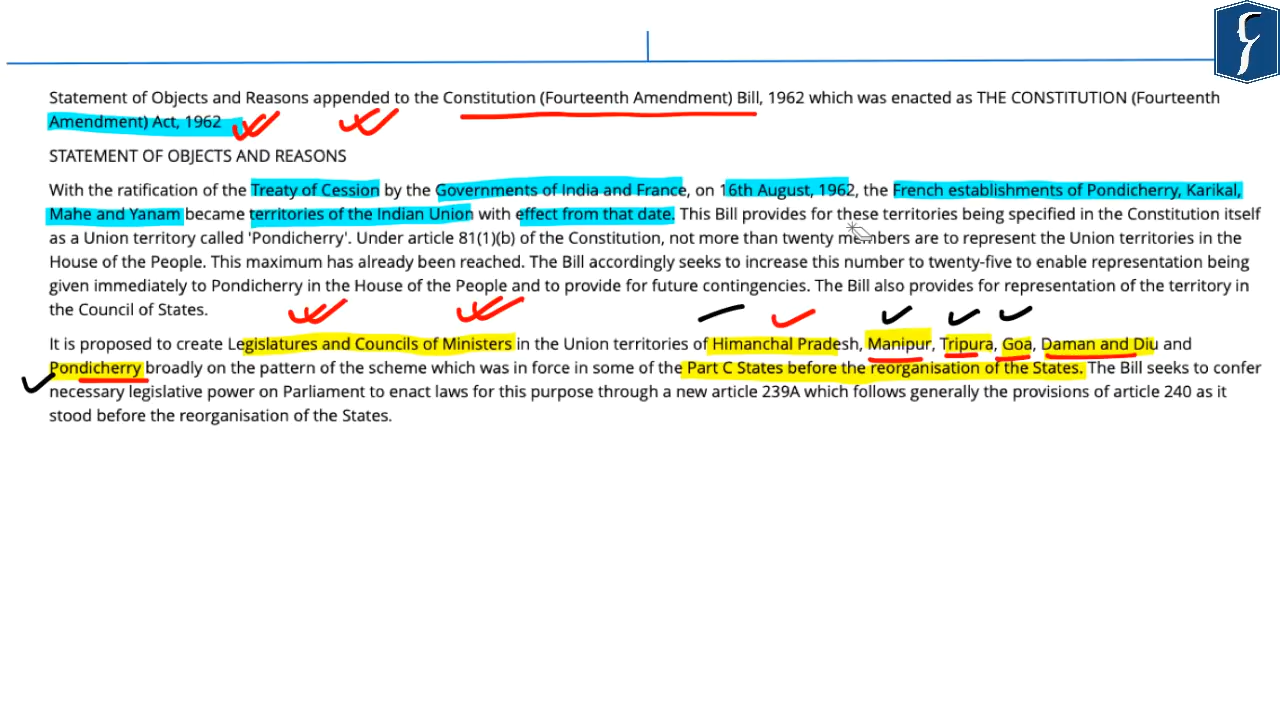 Statement of Objects and Reasons appended to the Constitution (Fourteenth Amendment) Bill, 1962 which was enacted as THE CONSTITUTION (Fourteenth
Amendment) Act, 1962
STATEMENT OF OBJECTS AND REASONS
With the ratification of the Treaty of Cession by the Governments of India and France, on 16th August, 1962, the French establishments of Pondicherry, Karikal,
Mahe and Yanam became territories of the Indian Union with effect from that date. This Bill provides for these territories being specified in the Constitution itself
as a Union territory called 'Pondicherry'. Under article 81(1)(b) of the Constitution, not more than twenty members are to represent the Union territories in the
House of the People. This maximum has already been reached. The Bill accordingly seeks to increase this number to twenty-five to enable representation being
given immediately to Pondicherry in the House of the People and to provide for future contingencies. The Bill also provides for representation of the territory in
the Council of States.
It is proposed to create Legislatures and Councils of Ministers in the Union territories of Himanchal Pradesh, Manipur, Tripura, Goa, Daman and Diu and
Pondicherry broadly on the pattern of the scheme which was in force in some of the Part C States before the reorganisation of the States. The Bill seeks to confer
necessary legislative power on Parliament to enact laws for this purpose through a new article 239A which follows generally the provisions of article 240 as it
stood before the reorganisation of the States.